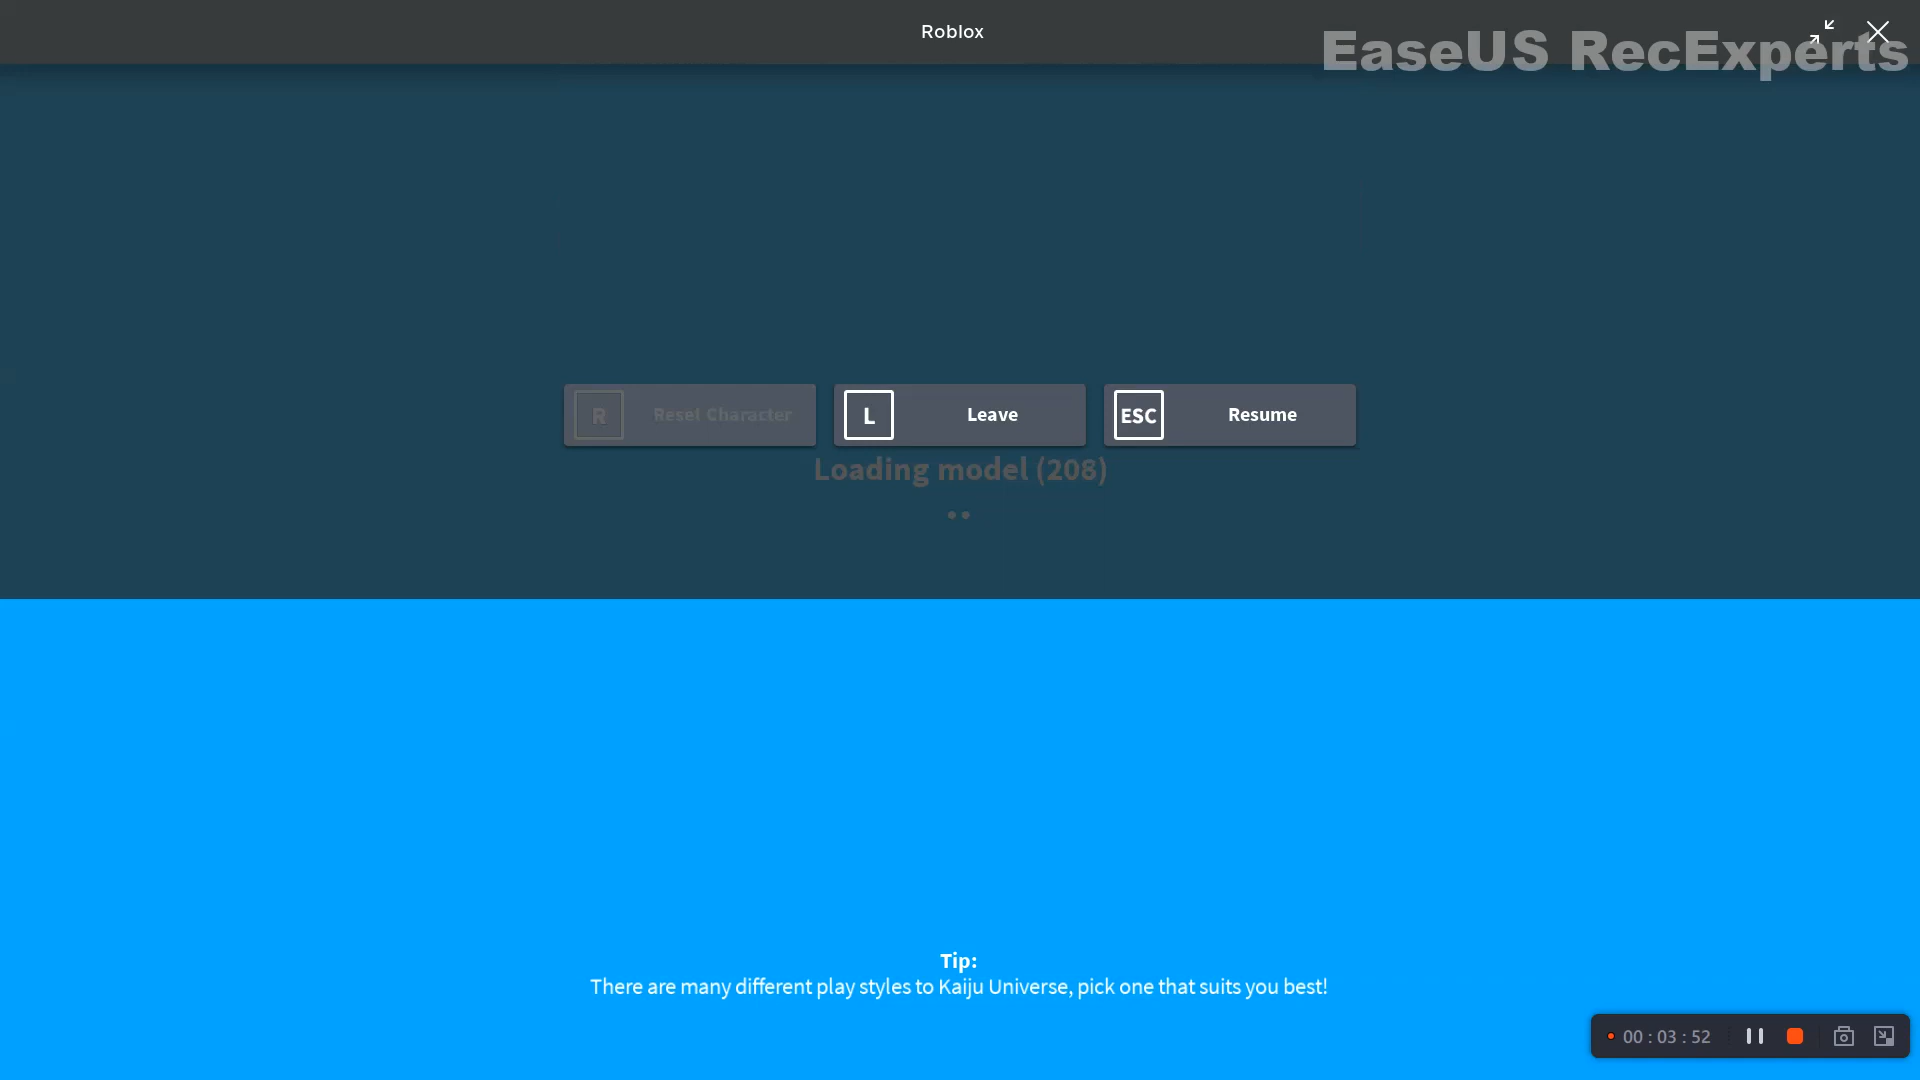 Roblox
EaseUS RecExperts
R Reset Character
L Leave
ESC Resume
Loading model (208)
Tip:
There are many different play styles to Kaiju Universe, pick one that suits you best!
00 : 03 : 52